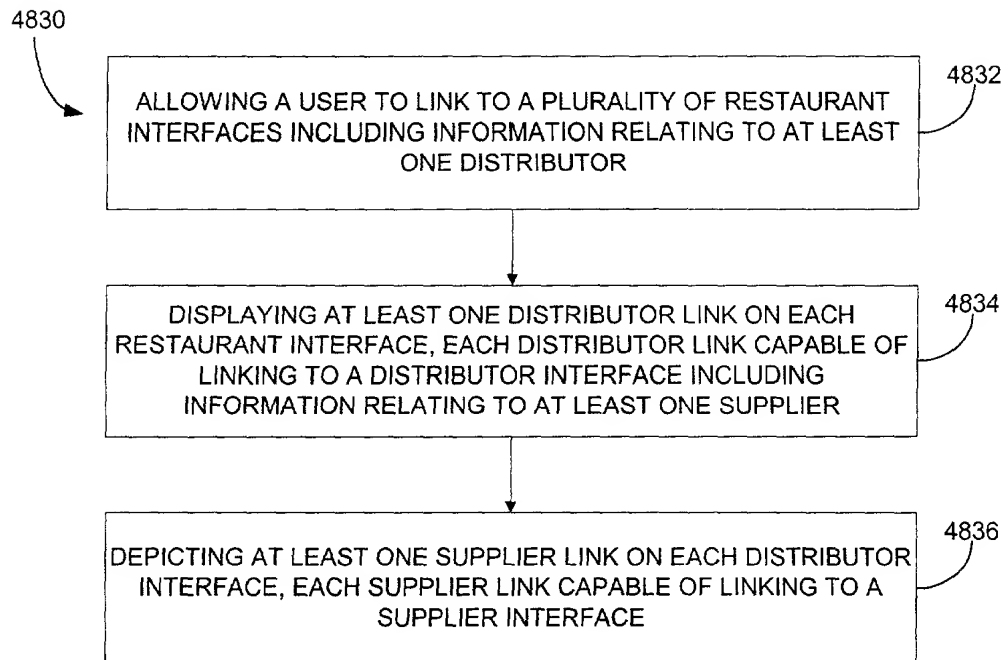 4830
4832
ALLOWING A USER TO LINK TO A PLURALITY OF RESTAURANT
INTERFACES INCLUDING INFORMATION RELATING TO AT LEAST
ONE DISTRIBUTOR
4834
DISPLAYING AT LEAST ONE DISTRIBUTOR LINK ON EACH
RESTAURANT INTERFACE, EACH DISTRIBUTOR LINK CAPABLE OF
LINKING TO A DISTRIBUTOR INTERFACE INCLUDING
INFORMATION RELATING TO AT LEAST ONE SUPPLIER
4836
DEPICTING AT LEAST ONE SUPPLIER LINK ON EACH DISTRIBUTOR
INTERFACE, EACH SUPPLIER LINK CAPABLE OF LINKING TO A
SUPPLIER INTERFACE